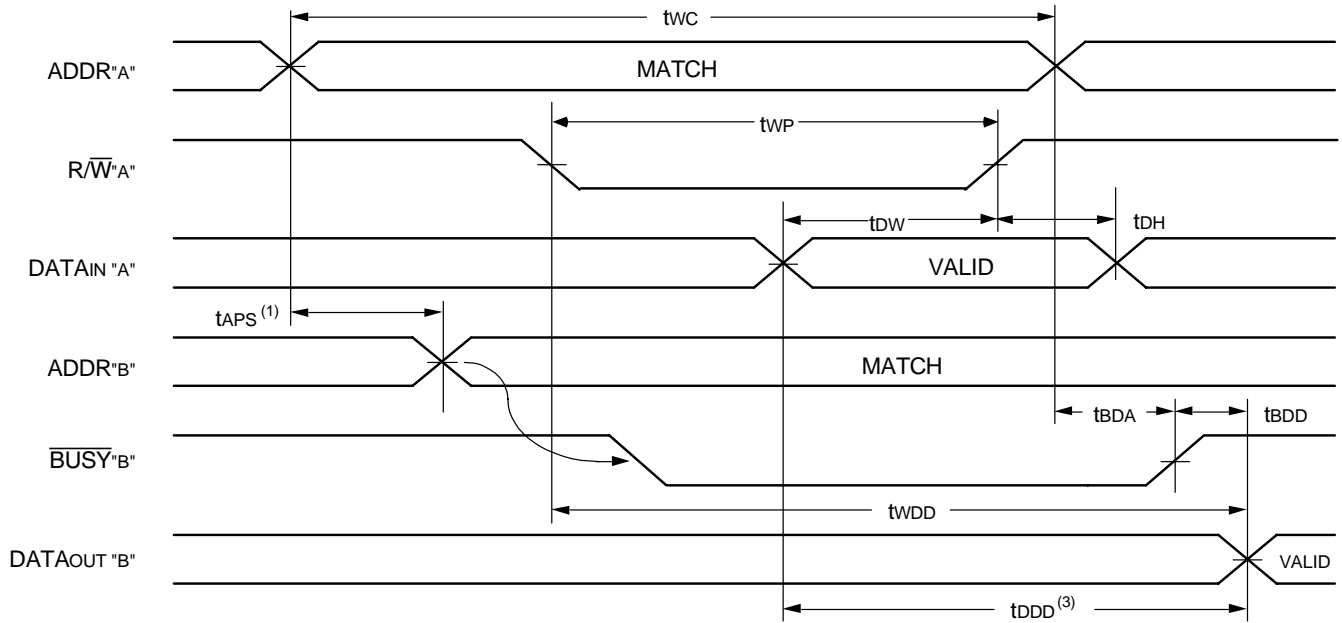 tWC
ADDR"A"
MATCH
tWP
R/W̅"A"
tDW
tDH
DATAIN "A"
VALID
tAPS (1)
ADDR"B"
MATCH
tBDA
tBDD
B̅U̅S̅Y̅"B"
tWDD
DATAOUT "B"
VALID
tDDD (3)